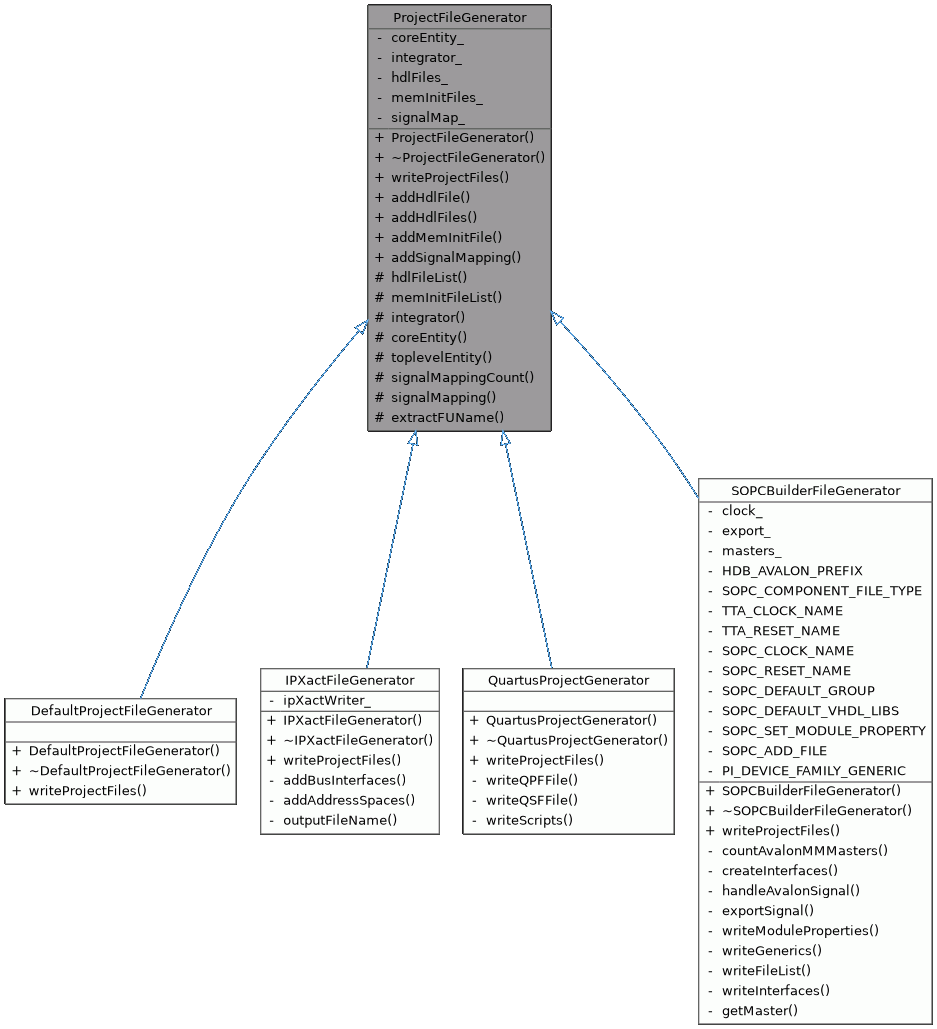 ProjectFileGenerator
- coreEntity_
- integrator_
- hdlFiles_
- memInitFiles_
- signalMap_
+ ProjectFileGenerator()
+ ~ProjectFileGenerator()
+ writeProjectFiles()
+ addHdlFile()
+ addHdlFiles()
+ addMemInitFile()
+ addSignalMapping()
# hdlFileList()
# memInitFileList()
# integrator()
# coreEntity()
# toplevelEntity()
# signalMappingCount()
# signalMapping()
# extractFUName()
DefaultProjectFileGenerator
+ DefaultProjectFileGenerator()
+ ~DefaultProjectFileGenerator()
+ writeProjectFiles()
IPXactFileGenerator
- ipXactWriter_
+ IPXactFileGenerator()
+ ~IPXactFileGenerator()
+ writeProjectFiles()
- addBusInterfaces()
- addAddressSpaces()
- outputFileName()
QuartusProjectGenerator
+ QuartusProjectGenerator()
+ ~QuartusProjectGenerator()
+ writeProjectFiles()
- writeQPFFile()
- writeQSFFile()
- writeScripts()
SOPCBuilderFileGenerator
- clock_
- export_
- masters_
- HDB_AVALON_PREFIX
- SOPC_COMPONENT_FILE_TYPE
- TTA_CLOCK_NAME
- TTA_RESET_NAME
- SOPC_CLOCK_NAME
- SOPC_RESET_NAME
- SOPC_DEFAULT_GROUP
- SOPC_DEFAULT_VHDL_LIBS
- SOPC_SET_MODULE_PROPERTY
- SOPC_ADD_FILE
- PI_DEVICE_FAMILY_GENERIC
+ SOPCBuilderFileGenerator()
+ ~SOPCBuilderFileGenerator()
+ writeProjectFiles()
- countAvalonMMMasters()
- createInterfaces()
- handleAvalonSignal()
- exportSignal()
- writeModuleProperties()
- writeGenerics()
- writeFileList()
- writeInterfaces()
- getMaster()